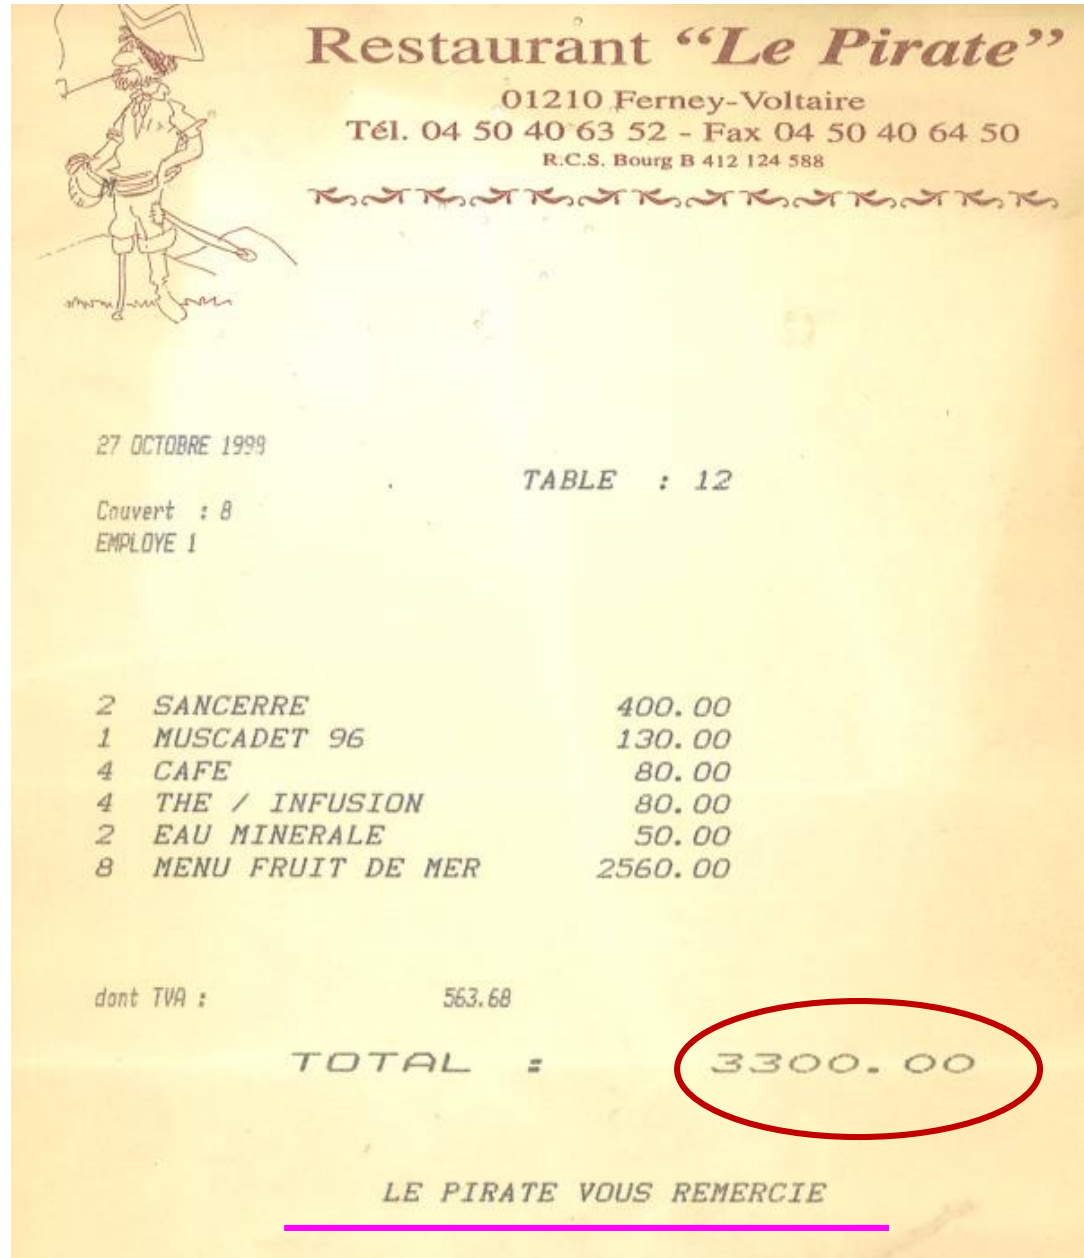 Restaurant “Le Pirate”
01210 Ferney-Voltaire
Tél. 04 50 40 63 52 - Fax 04 50 40 64 50
R.C.S. Bourg B 412 124 588
27 OCTOBRE 1999
TABLE : 12
Couvert : 8
EMPLOYE 1
2 SANCERRE 400.00
1 MUSCADET 96 130.00
4 CAFE 80.00
4 THE / INFUSION 80.00
2 EAU MINERALE 50.00
8 MENU FRUIT DE MER 2560.00
dont TVA : 563.68
TOTAL = 3300.00
LE PIRATE VOUS REMERCIE